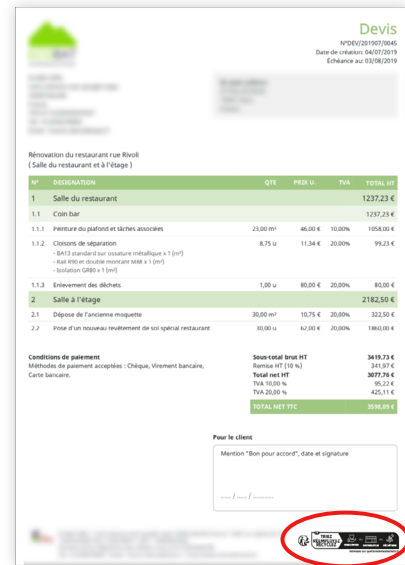 Devis
N°DEV/201907/0045
Date de création: 04/07/2019
Échéance au: 03/08/2019
Rénovation du restaurant rue Rivoli
( Salle du restaurant et à l'étage )
N° DESIGNATION QTE PRIX U. TVA TOTAL HT
1 Salle du restaurant 1237,23 €
1.1 Coin bar 1237,23 €
1.1.1 Peinture du plafond et tâches associées 23,00 m² 46,00 € 10,00% 1058,00 €
1.1.2 Cloisons de séparation 8,75 u 11,34 € 20,00% 99,23 €
- BA13 standard sur ossature métallique x 1 (m²)
- Rail R90 et double montant M88 x 1 (m²)
- Isolation GR80 x 1 (m²)
1.1.3 Enlevement des déchets 1,00 u 80,00 € 20,00% 80,00 €
2 Salle à l'étage 2182,50 €
2.1 Dépose de l'ancienne moquette 30,00 m² 10,75 € 20,00% 322,50 €
2.2 Pose d'un nouveau revêtement de sol spécial restaurant 30,00 u 62,00 € 20,00% 1860,00 €
Conditions de paiement
Méthodes de paiement acceptées : Chèque, Virement bancaire,
Carte bancaire.
Sous-total brut HT 3419,73 €
Remise HT (10 %) 341,97 €
Total net HT 3077,76 €
TVA 10,00 % 95,22 €
TVA 20,00 % 425,11 €
TOTAL NET TTC
Pour le client
Mention "Bon pour accord", date et signature
..... / ..... / ..........